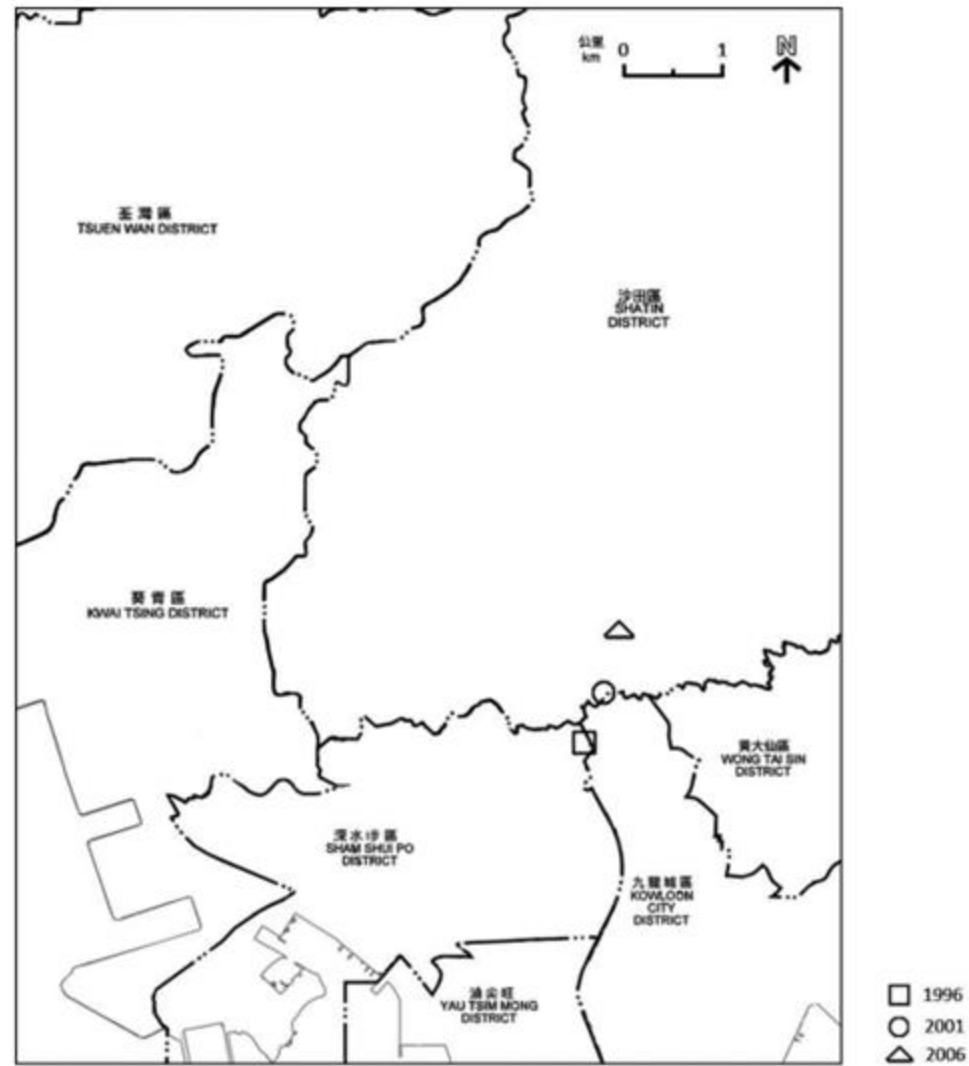 公里
km
0 1
N
荃灣區
TSUEN WAN DISTRICT
沙田區
SHATIN
DISTRICT
葵青區
KWAI TSING DISTRICT
黃大仙區
WONG TAI SIN
DISTRICT
深水埗區
SHAM SHUI PO
DISTRICT
九龍城區
KOWLOON
CITY
DISTRICT
油尖旺
YAU TSIM MONG
DISTRICT
1996
2001
2006